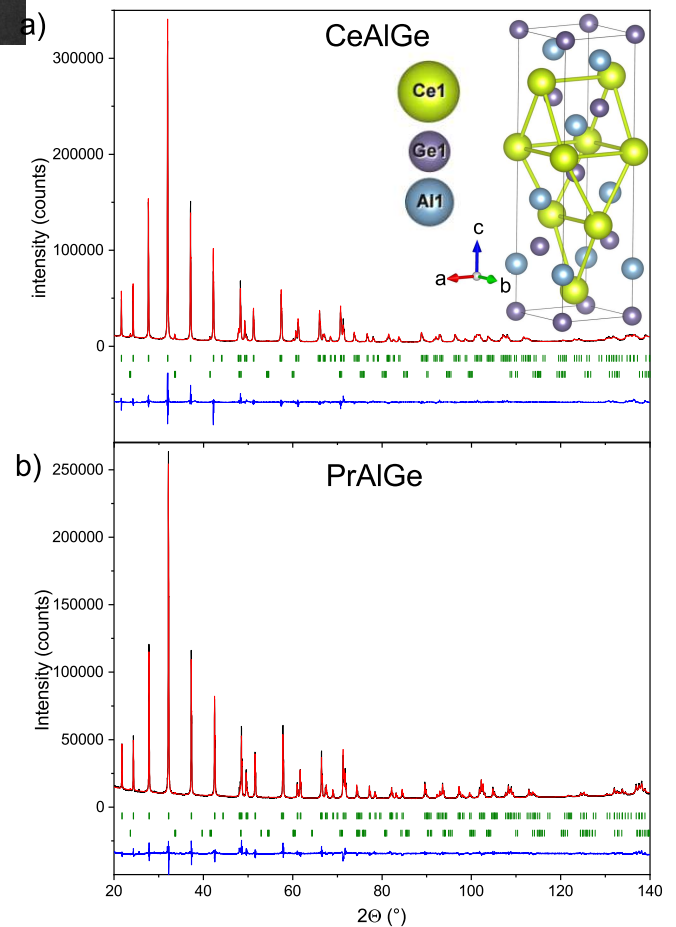 a)
CeAlGe
300000
200000
100000
0
intensity (counts)
Ce1
Ge1
Al1
c
a
b
b)
PrAlGe
250000
200000
150000
100000
50000
0
Intensity (counts)
20
40
60
80
100
120
140
2Θ (°)